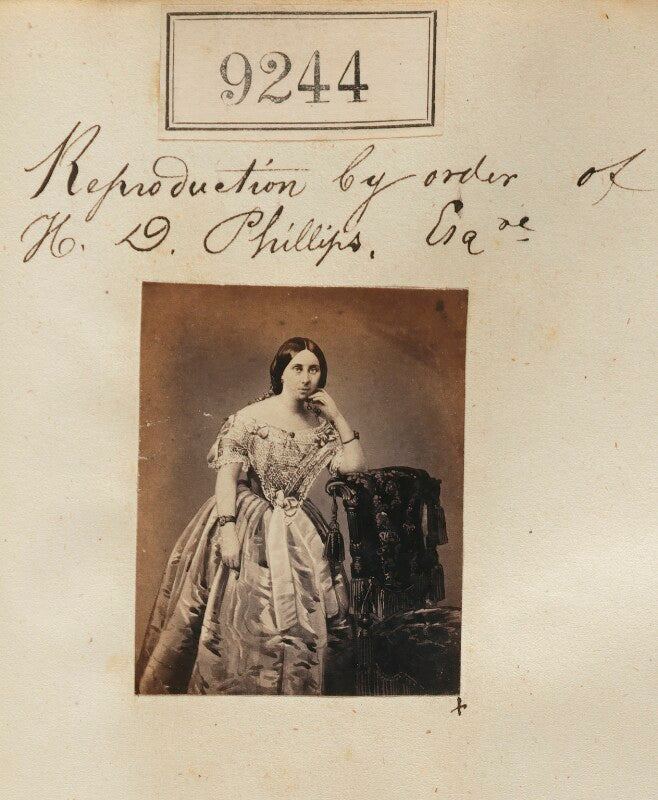 9244
Reproduction by order of
H. D. Phillips, Esqre